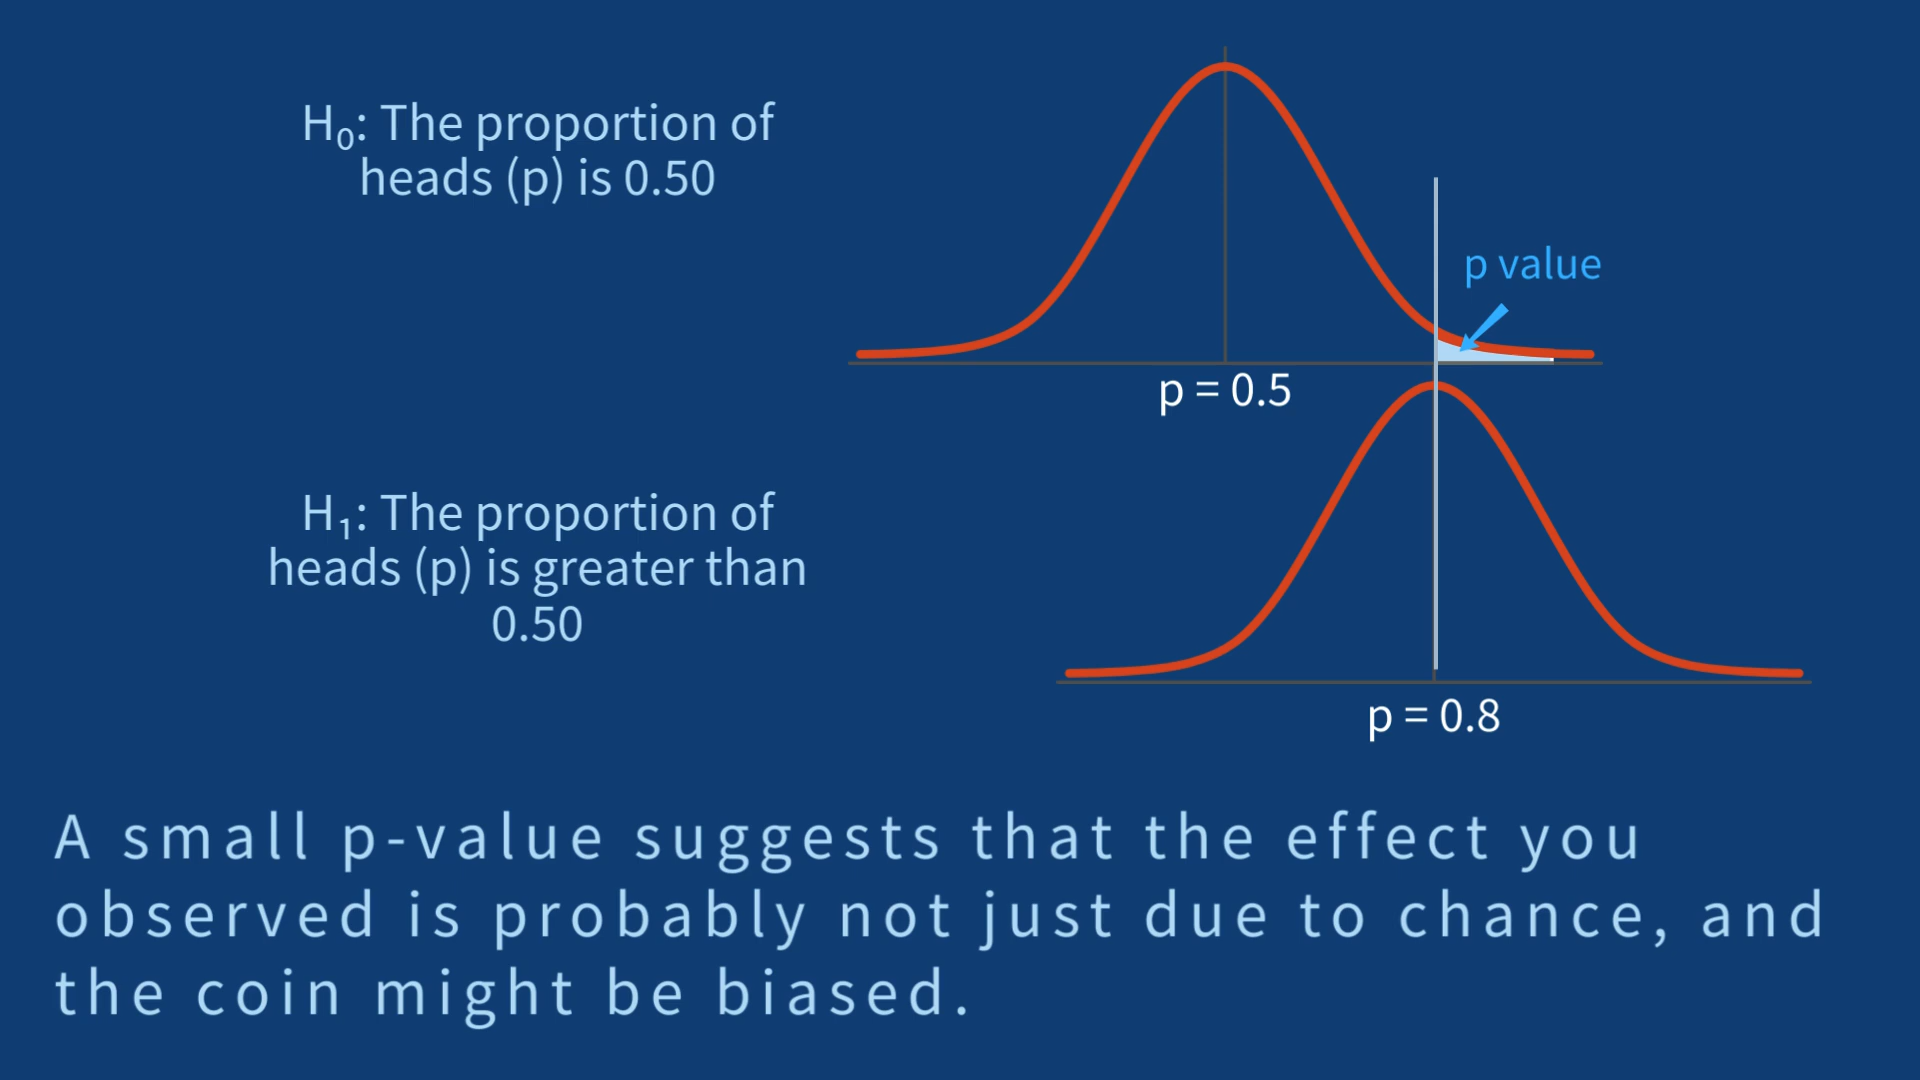 H₀: The proportion of
heads (p) is 0.50
p value
p = 0.5
H₁: The proportion of
heads (p) is greater than
0.50
p = 0.8
A small p-value suggests that the effect you
observed is probably not just due to chance, and
the coin might be biased.